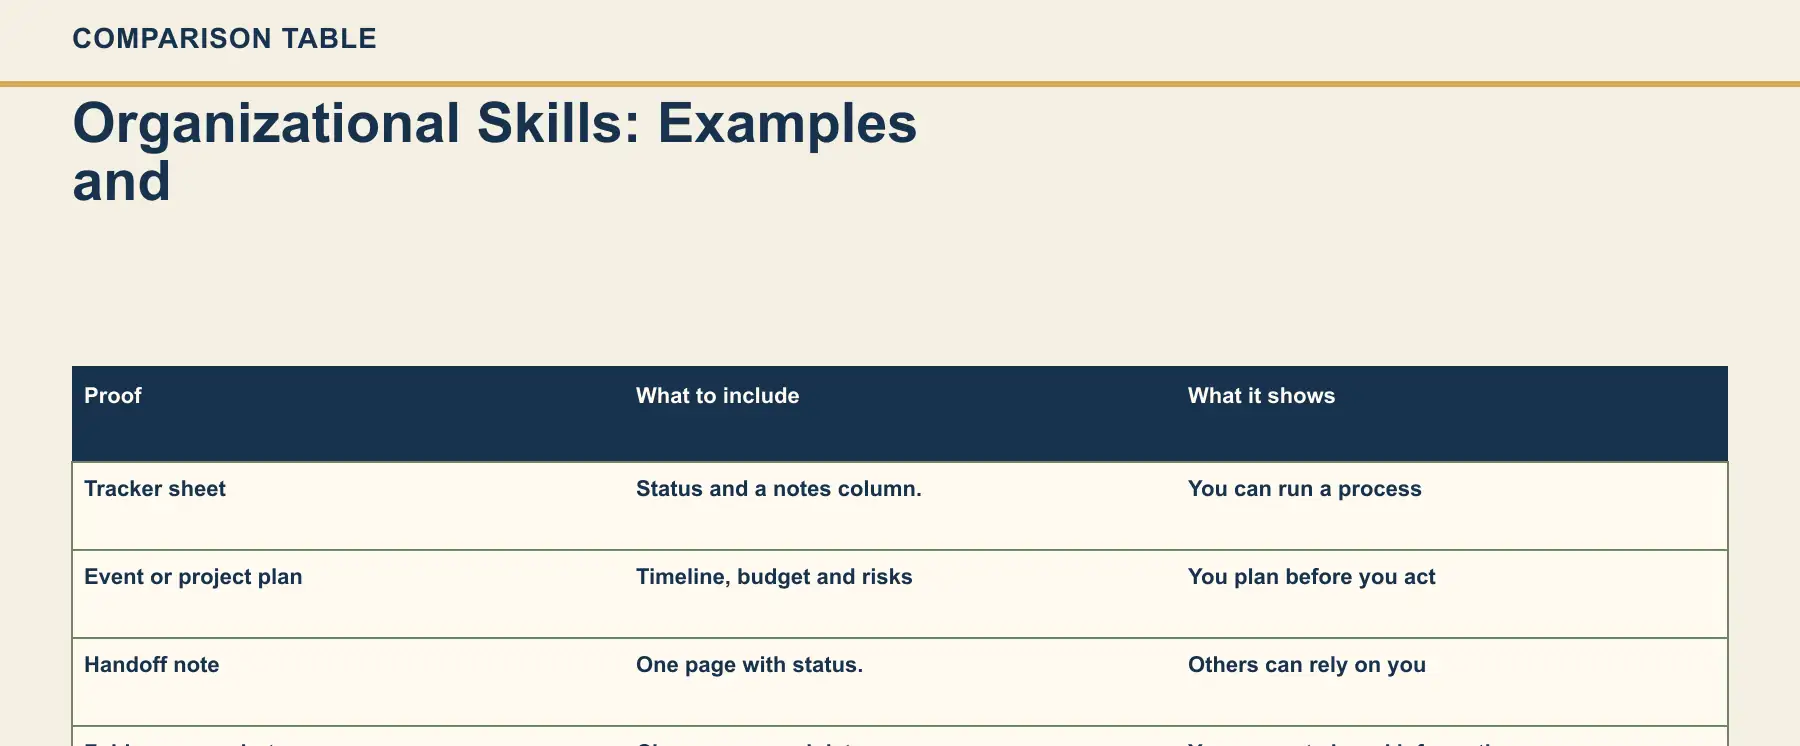 COMPARISON TABLE
Organizational Skills: Examples
and
Proof What to include What it shows
Tracker sheet Status and a notes column. You can run a process
Event or project plan Timeline, budget and risks You plan before you act
Handoff note One page with status. Others can rely on you